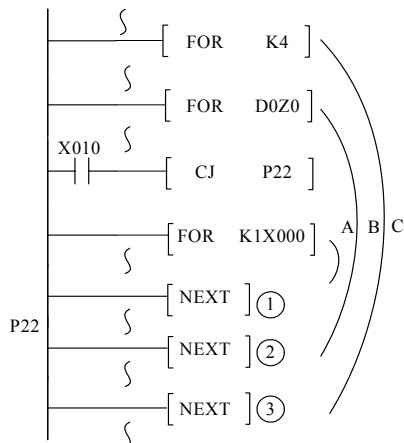 FOR K4
FOR D0Z0
X010
CJ P22
FOR K1X000
A B C
NEXT ①
P22
NEXT ②
NEXT ③